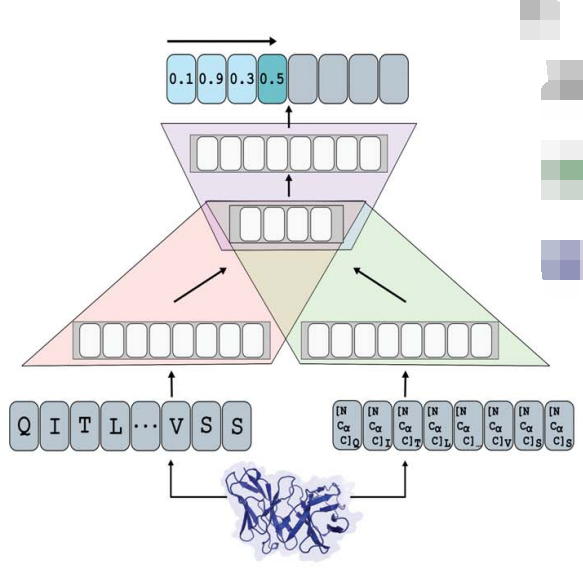 0.1 0.9 0.3 0.5
Q I T L ... V S S
[N Cα C]Q [N Cα C]I [N Cα C]T [N Cα C]L [N Cα C]... [N Cα C]V [N Cα C]S [N Cα C]S